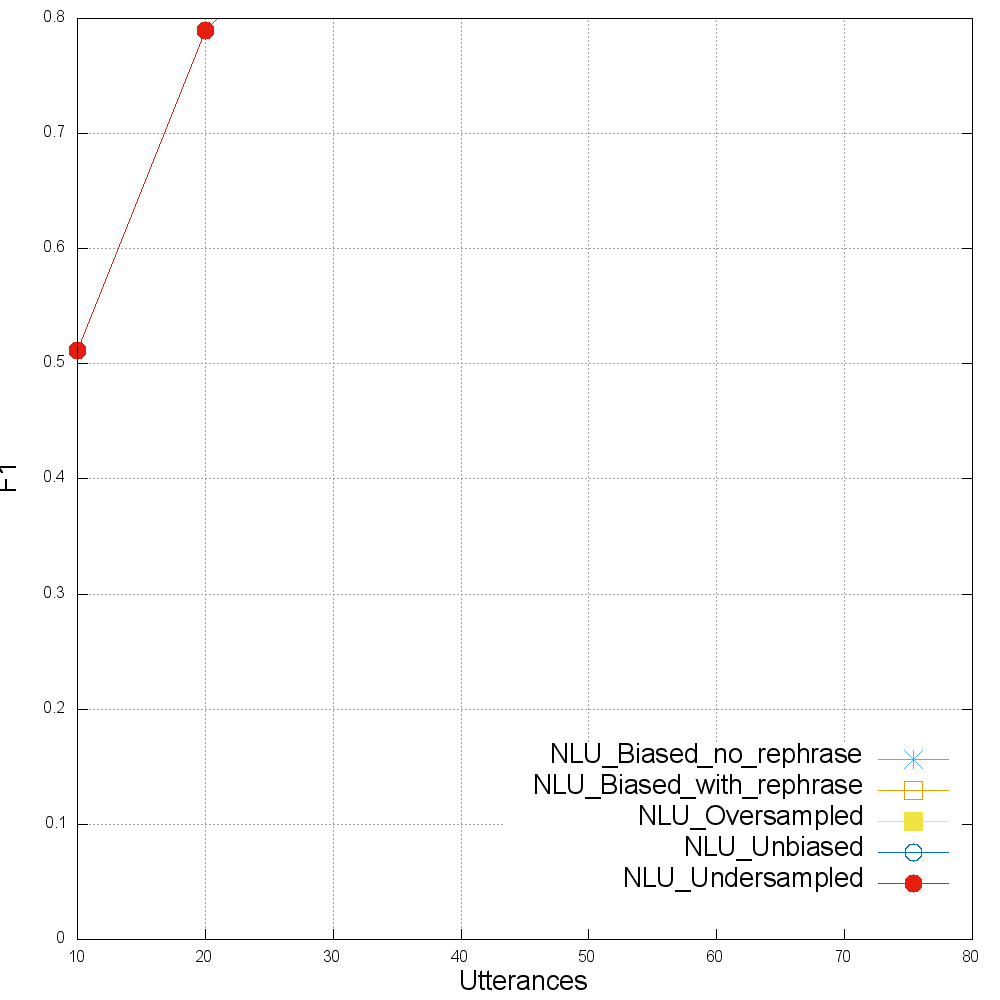 0.8
0.7
0.6
0.5
0.4
0.3
0.2
0.1
0
F1
NLU_Biased_no_rephrase
NLU_Biased_with_rephrase
NLU_Oversampled
NLU_Unbiased
NLU_Undersampled
10 20 30 40 50 60 70 80
Utterances